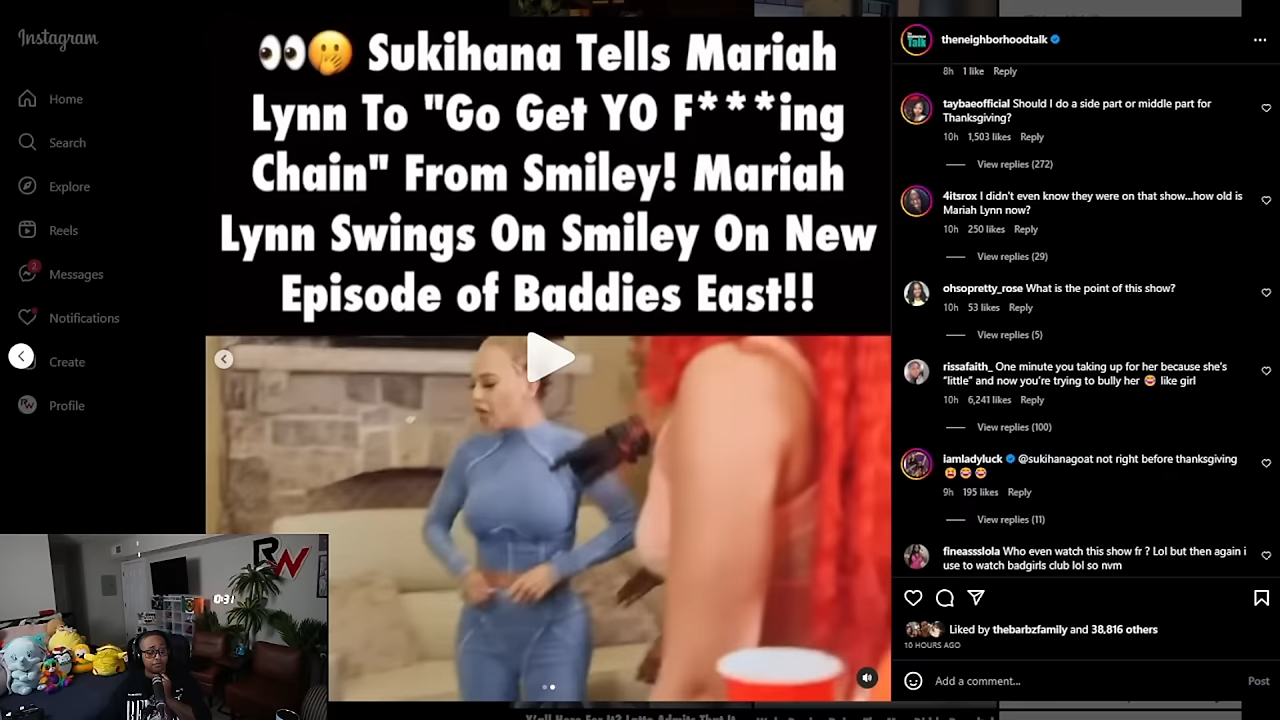 Instagram
Home
Search
Explore
Reels
2
Messages
Notifications
Create
Profile
👀🤭 Sukihana Tells Mariah
Lynn To "Go Get YO F***ing
Chain" From Smiley! Mariah
Lynn Swings On Smiley On New
Episode of Baddies East!!
RW
0:31
Talk
theneighborhoodtalk
8h 1 like Reply
taybaeofficial Should I do a side part or middle part for
Thanksgiving?
10h 1,503 likes Reply
View replies (272)
4itsrox I didn't even know they were on that show...how old is
Mariah Lynn now?
10h 250 likes Reply
View replies (29)
ohsopretty_rose What is the point of this show?
10h 53 likes Reply
View replies (5)
rissafaith_ One minute you taking up for her because she's
"little" and now you're trying to bully her 😂 like girl
10h 6,241 likes Reply
View replies (100)
iamladyluck @sukihanagoat not right before thanksgiving
😫😂😂
9h 195 likes Reply
View replies (11)
fineassslola Who even watch this show fr ? Lol but then again i
use to watch badgirls club lol so nvm
Liked by thebarbzfamily and 38,816 others
10 HOURS AGO
Add a comment...
Post